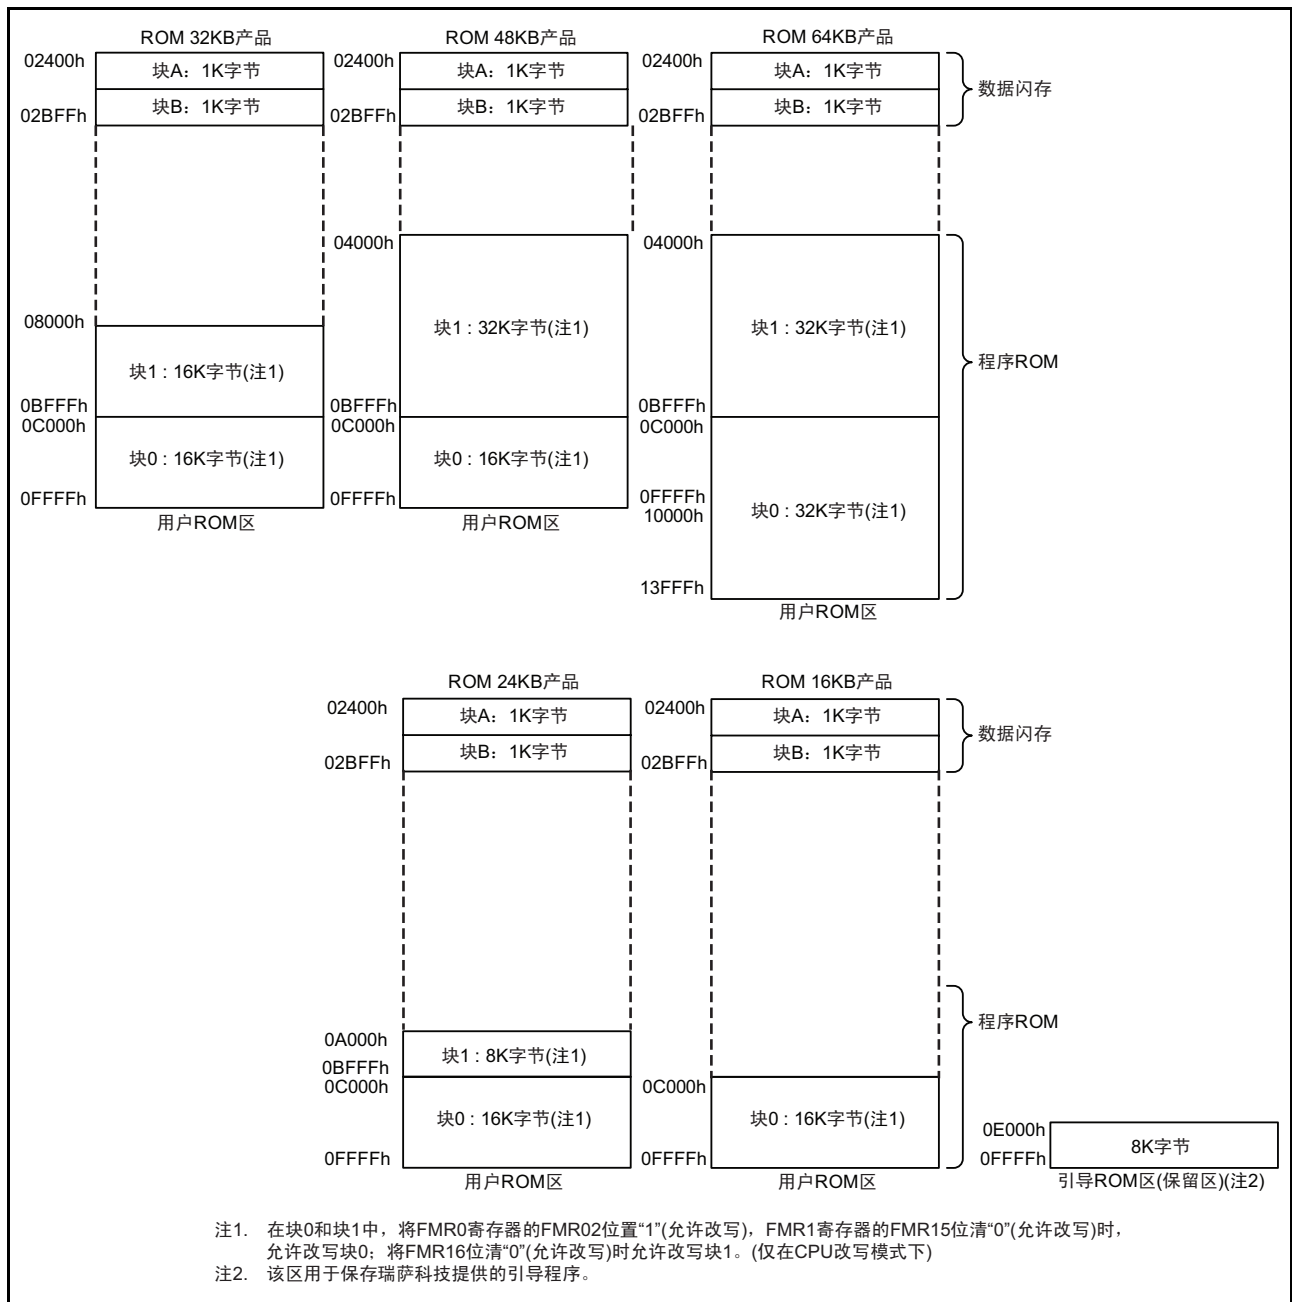 ROM 32KB产品
02400h
块A：1K字节
块B：1K字节
02BFFh
08000h
块1 : 16K字节(注1)
0BFFFh
0C000h
块0 : 16K字节(注1)
0FFFFh
用户ROM区
ROM 48KB产品
02400h
块A：1K字节
块B：1K字节
02BFFh
04000h
块1 : 32K字节(注1)
0BFFFh
0C000h
块0 : 16K字节(注1)
0FFFFh
用户ROM区
ROM 64KB产品
02400h
块A：1K字节
块B：1K字节
02BFFh
数据闪存
04000h
块1 : 32K字节(注1)
程序ROM
0BFFFh
0C000h
0FFFFh
10000h
块0 : 32K字节(注1)
13FFFh
用户ROM区
ROM 24KB产品
02400h
块A：1K字节
块B：1K字节
02BFFh
0A000h
块1 : 8K字节(注1)
0BFFFh
0C000h
块0 : 16K字节(注1)
0FFFFh
用户ROM区
ROM 16KB产品
02400h
块A：1K字节
块B：1K字节
02BFFh
数据闪存
程序ROM
0C000h
块0 : 16K字节(注1)
0FFFFh
用户ROM区
0E000h
8K字节
0FFFFh
引导ROM区(保留区)(注2)
注1. 在块0和块1中，将FMR0寄存器的FMR02位置“1”(允许改写)，FMR1寄存器的FMR15位清“0”(允许改写)时，
允许改写块0；将FMR16位清“0”(允许改写)时允许改写块1。(仅在CPU改写模式下)
注2. 该区用于保存瑞萨科技提供的引导程序。